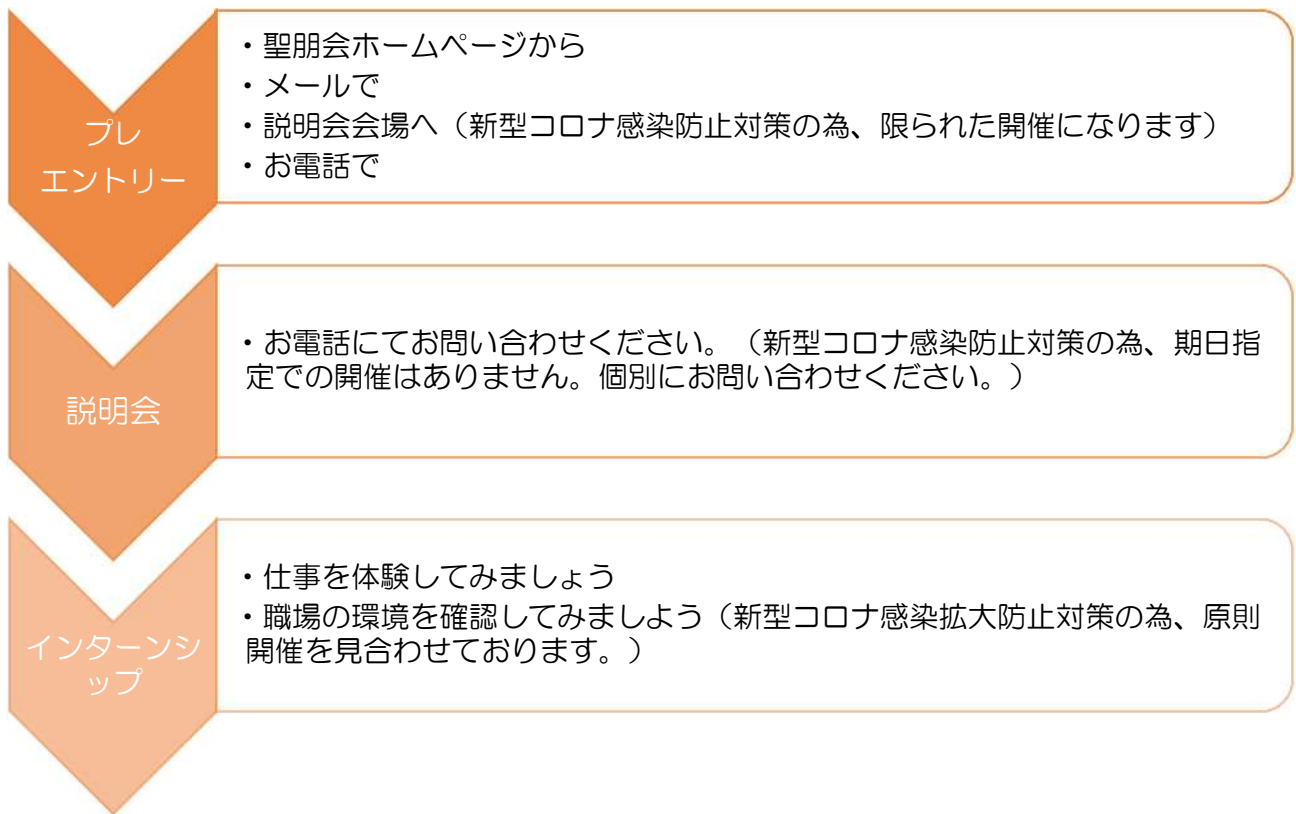 プレ
エントリー
・聖朋会ホームページから
・メールで
・説明会会場へ（新型コロナ感染防止対策の為、限られた開催になります）
・お電話で
説明会
・お電話にてお問い合わせください。（新型コロナ感染防止対策の為、期日指
定での開催はありません。個別にお問い合わせください。）
インターンシ
ップ
・仕事を体験してみましょう
・職場の環境を確認してみましよう（新型コロナ感染拡大防止対策の為、原則
開催を見合わせております。）